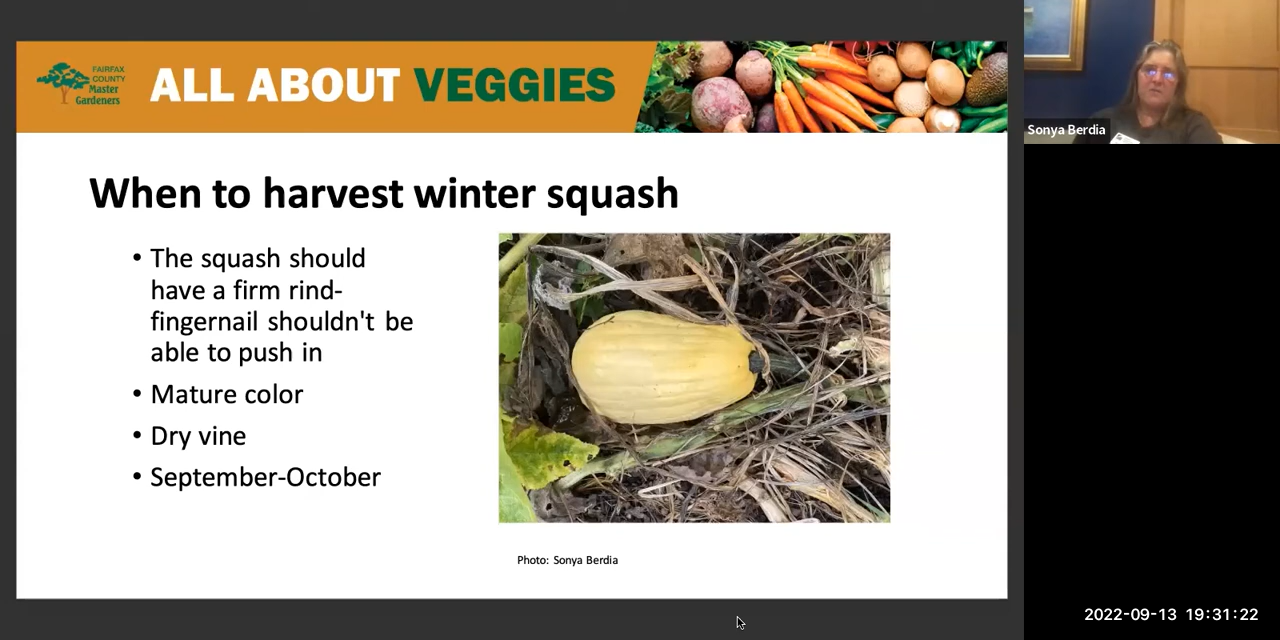 FAIRFAX
COUNTY
Master
Gardeners
ALL ABOUT VEGGIES
Sonya Berdia
When to harvest winter squash
• The squash should
have a firm rind-
fingernail shouldn't be
able to push in
• Mature color
• Dry vine
• September-October
Photo: Sonya Berdia
2022-09-13 19:31:22